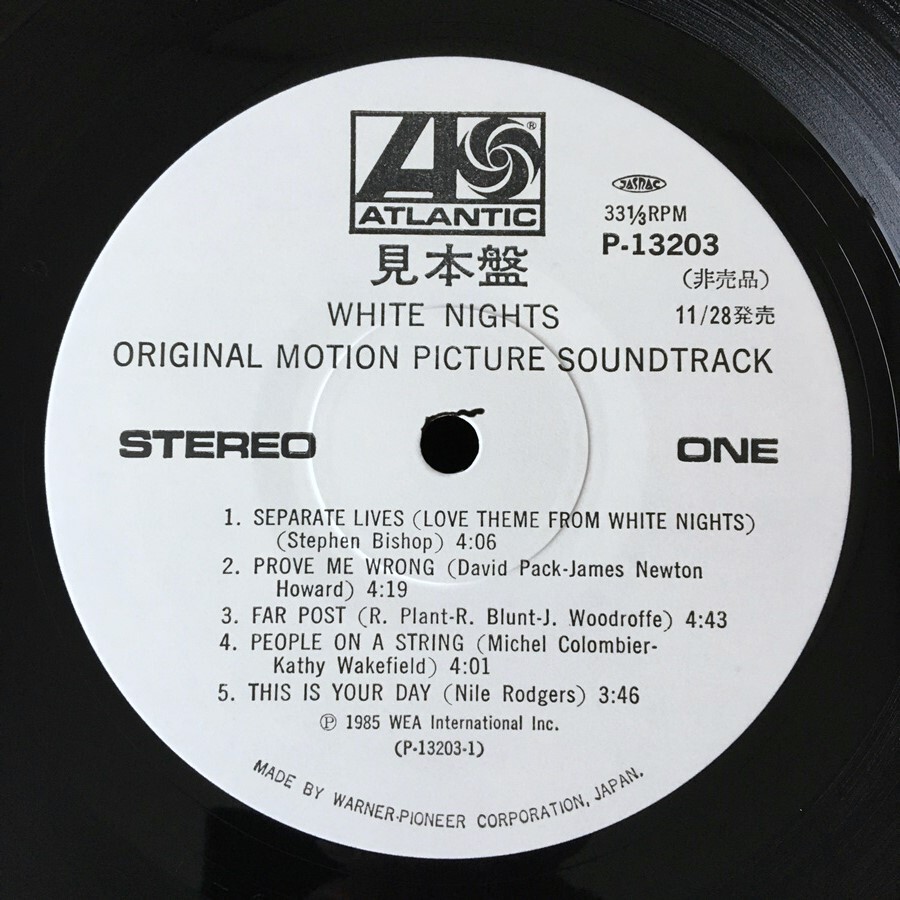 ATLANTIC
®
JASRAC
33⅓RPM
P-13203
見本盤
(非売品)
WHITE NIGHTS
11/28発売
ORIGINAL MOTION PICTURE SOUNDTRACK
STEREO
ONE
1. SEPARATE LIVES (LOVE THEME FROM WHITE NIGHTS)
(Stephen Bishop) 4:06
2. PROVE ME WRONG (David Pack-James Newton
Howard) 4:19
3. FAR POST (R. Plant-R. Blunt-J. Woodroffe) 4:43
4. PEOPLE ON A STRING (Michel Colombier-
Kathy Wakefield) 4:01
5. THIS IS YOUR DAY (Nile Rodgers) 3:46
℗ 1985 WEA International Inc.
(P-13203-1)
MADE BY WARNER-PIONEER CORPORATION, JAPAN.